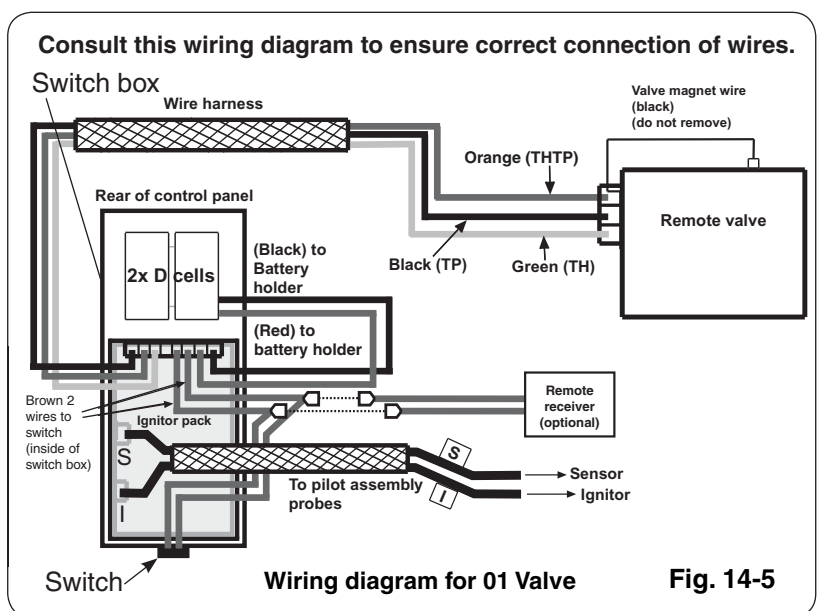 Consult this wiring diagram to ensure correct connection of wires.
Switch box
Wire harness
Valve magnet wire
(black)
(do not remove)
Orange (THTP)
Rear of control panel
Remote valve
2x D cells
(Black) to
Battery
holder
Black (TP)
Green (TH)
(Red) to
battery holder
Brown 2
wires to
switch
(inside of
switch box)
Ignitor pack
Remote
receiver
(optional)
S
I
S
I
Sensor
Ignitor
To pilot assembly
probes
Switch
Wiring diagram for 01 Valve
Fig. 14-5